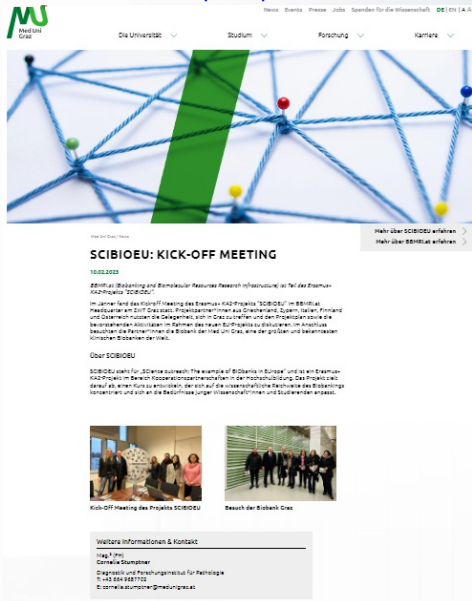 News Events Presse Jobs Spenden für die Wissenschaft DE | EN | A A
Med Uni
Graz
Die Universität Studium Forschung Karriere
Mehr über SCIBIOEU erfahren
Mehr über BBMRI.at erfahren
Med Uni Graz / News
SCIBIOEU: KICK-OFF MEETING
10.02.2023
BBMRI.at (Biobanking and Biomolecular Resources Research Infrastructure) ist Teil des Erasmus+
KA2-Projekts "SCIBIOEU".
Im Jänner fand das Kickroff Meeting des Erasmus+ KA2-Projekts "SCIBIOEU" im BBMRI.at
Headquarter am ZWT Graz statt. Projektpartner*innen aus Griechenland, Zypern, Italien, Finnland
und Österreich nutzten die Gelegenheit, sich in Graz zu treffen und den Projektplan sowie die
bevorstehenden Aktivitäten im Rahmen des neuen EU-Projekts zu diskutieren. Im Anschluss
besuchten die Partner*innen die Biobank der Med Uni Graz, eine der größten und bekanntesten
klinischen Biobanken der Welt.
Über SCIBIOEU
SCIBIOEU steht für „SCIence outreach: The example of BIObanks in Europe" und ist ein Erasmus+
KA2-Projekt im Bereich Kooperationspartnerschaften in der Hochschulbildung. Das Projekt zielt
darauf ab, einen Kurs zu entwickeln, der sich auf die wissenschaftliche Reichweite des Biobankings
konzentriert und sich an die Bedürfnisse junger Wissenschaft*innen und Studierenden anpasst.
Kick-Off Meeting des Projekts SCIBIOEU
Besuch der Biobank Graz
Weitere Informationen & Kontakt
Mag.ª (FH)
Cornelia Stumptner
Diagnostik und Forschungsinstitut für Pathologie
T: +43 664 9687702
E: cornelia.stumptner@medunigraz.at